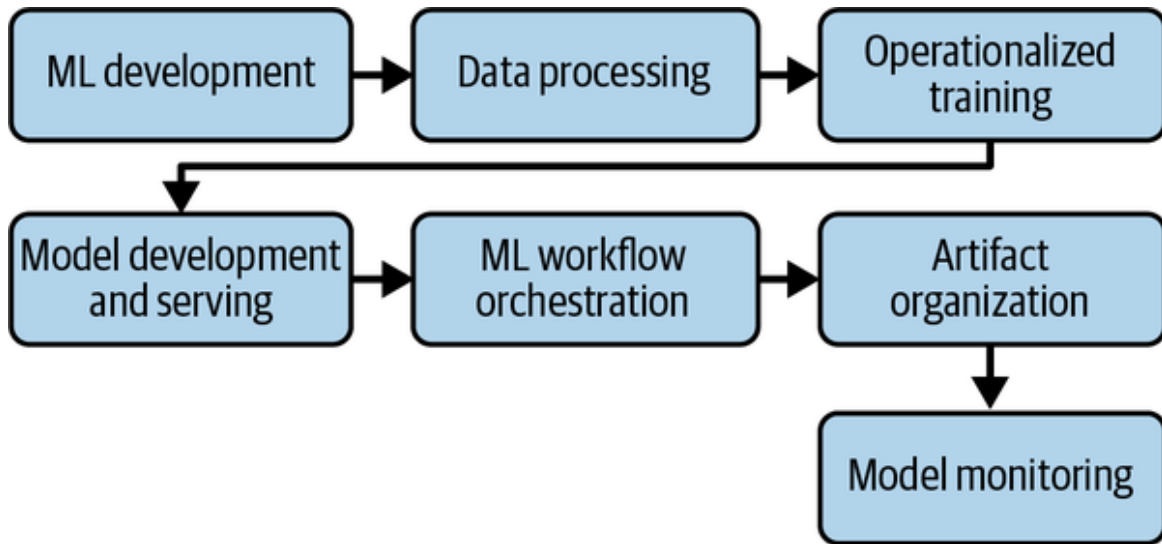 ML development
Data processing
Operationalized
training
Model development
and serving
ML workflow
orchestration
Artifact
organization
Model monitoring